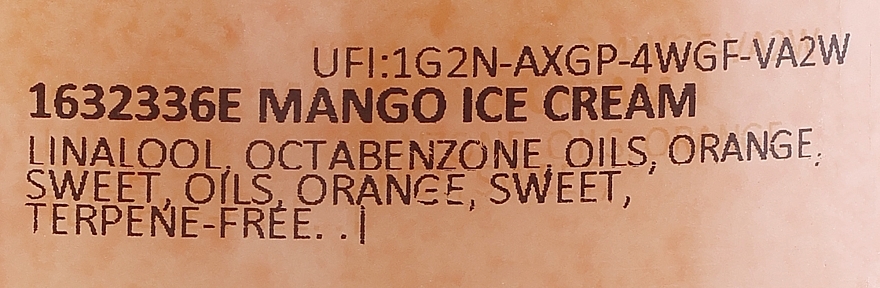 UFI:1G2N-AXGP-4WGF-VA2W
1632336E MANGO ICE CREAM
LINALOOL, OCTABENZONE, OILS, ORANGE,
SWEET, OILS, ORANGE, SWEET,
TERPENE-FREE. . |